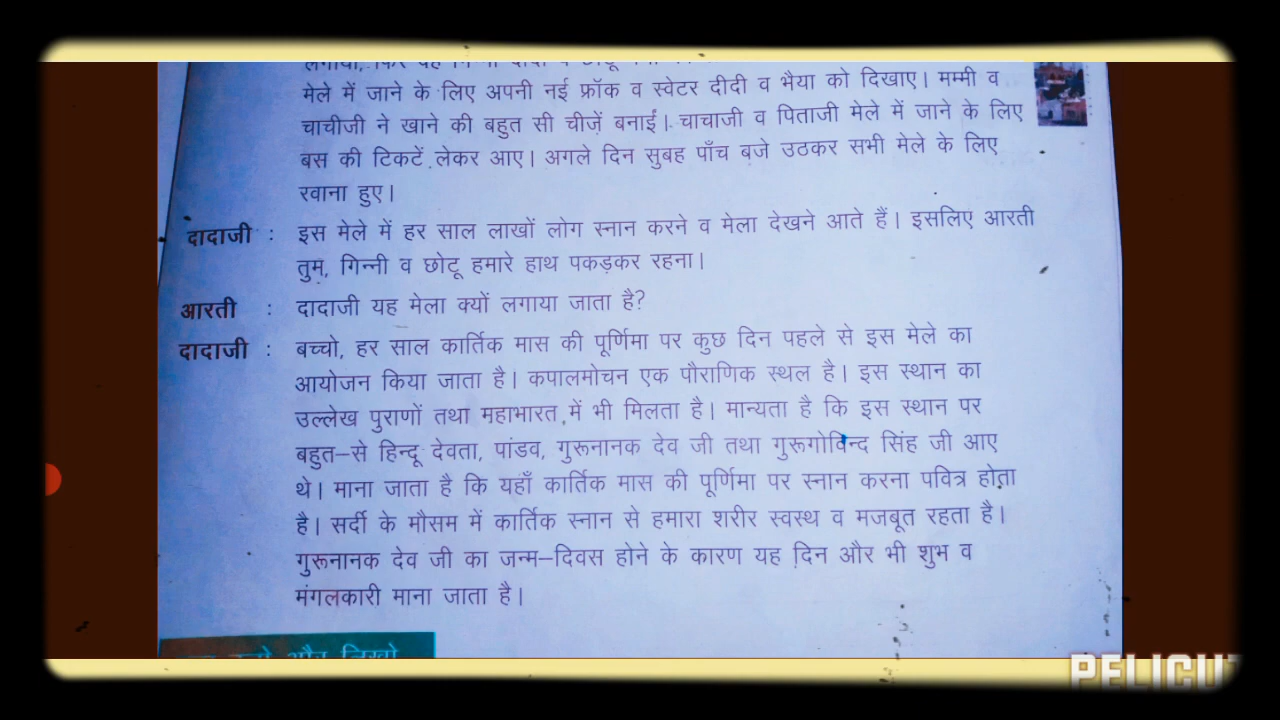 मेले में जाने के लिए अपनी नई फ्रॉक व स्वेटर दीदी व भैया को दिखाए। मम्मी व
चाचीजी ने खाने की बहुत सी चीज़ें बनाईं। चाचाजी व पिताजी मेले में जाने के लिए
बस की टिकटें लेकर आए। अगले दिन सुबह पाँच बजे उठकर सभी मेले के लिए
रवाना हुए।
दादाजी : इस मेले में हर साल लाखों लोग स्नान करने व मेला देखने आते हैं। इसलिए आरती
तुम, गिन्नी व छोटू हमारे हाथ पकड़कर रहना।
आरती : दादाजी यह मेला क्यों लगाया जाता है?
दादाजी : बच्चो, हर साल कार्तिक मास की पूर्णिमा पर कुछ दिन पहले से इस मेले का
आयोजन किया जाता है। कपालमोचन एक पौराणिक स्थल है। इस स्थान का
उल्लेख पुराणों तथा महाभारत में भी मिलता है। मान्यता है कि इस स्थान पर
बहुत-से हिन्दू देवता, पांडव, गुरूनानक देव जी तथा गुरूगोविन्द सिंह जी आए
थे। माना जाता है कि यहाँ कार्तिक मास की पूर्णिमा पर स्नान करना पवित्र होता
है। सर्दी के मौसम में कार्तिक स्नान से हमारा शरीर स्वस्थ व मजबूत रहता है।
गुरूनानक देव जी का जन्म-दिवस होने के कारण यह दिन और भी शुभ व
मंगलकारी माना जाता है।